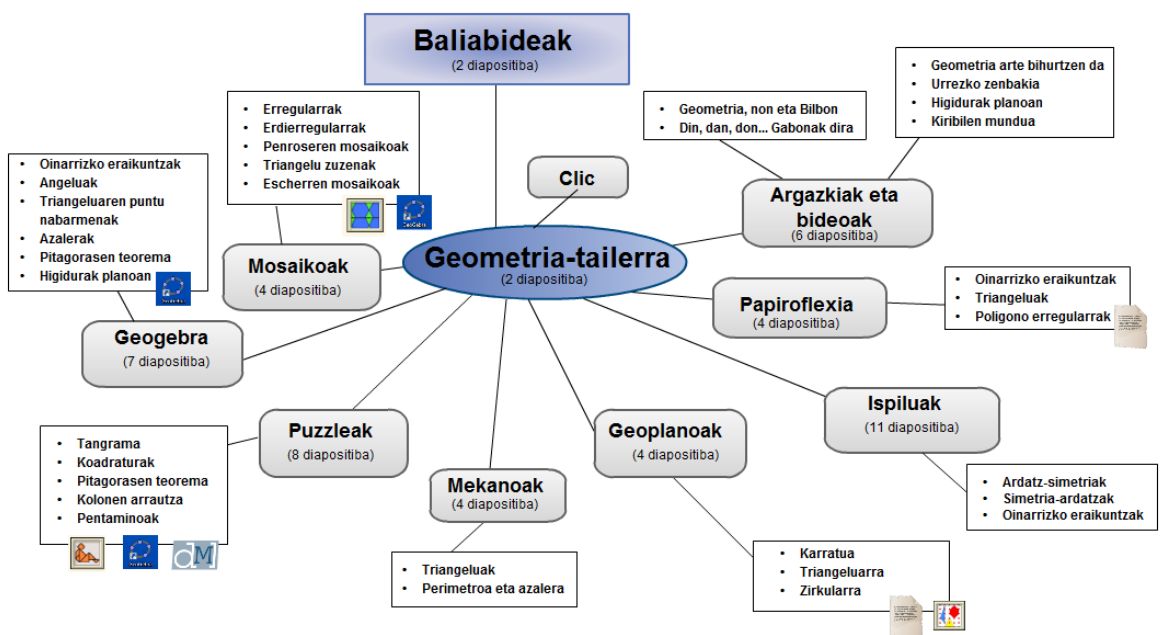 Baliabideak
(2 diapositiba)
• Geometria arte bihurtzen da
• Urrezko zenbakia
• Higidurak planoan
• Kiribilen mundua
• Geometria, non eta Bilbon
• Din, dan, don... Gabonak dira
• Erregularrak
• Erdierregularrak
• Penroseren mosaikoak
• Triangelu zuzenak
• Escherren mosaikoak
• Oinarrizko eraikuntzak
• Angeluak
• Triangeluaren puntu
nabarmenak
• Azalerak
• Pitagorasen teorema
• Higidurak planoan
Clic
Argazkiak eta
bideoak
(6 diapositiba)
Geometria-tailerra
(2 diapositiba)
Mosaikoak
(4 diapositiba)
Papiroflexia
(4 diapositiba)
• Oinarrizko eraikuntzak
• Triangeluak
• Poligono erregularrak
Geogebra
(7 diapositiba)
Puzzleak
(8 diapositiba)
Geoplanoak
(4 diapositiba)
Ispiluak
(11 diapositiba)
• Tangrama
• Koadraturak
• Pitagorasen teorema
• Kolonen arrautza
• Pentaminoak
dM
Mekanoak
(4 diapositiba)
• Ardatz-simetriak
• Simetria-ardatzak
• Oinarrizko eraikuntzak
• Triangeluak
• Perimetroa eta azalera
• Karratua
• Triangeluarra
• Zirkularra